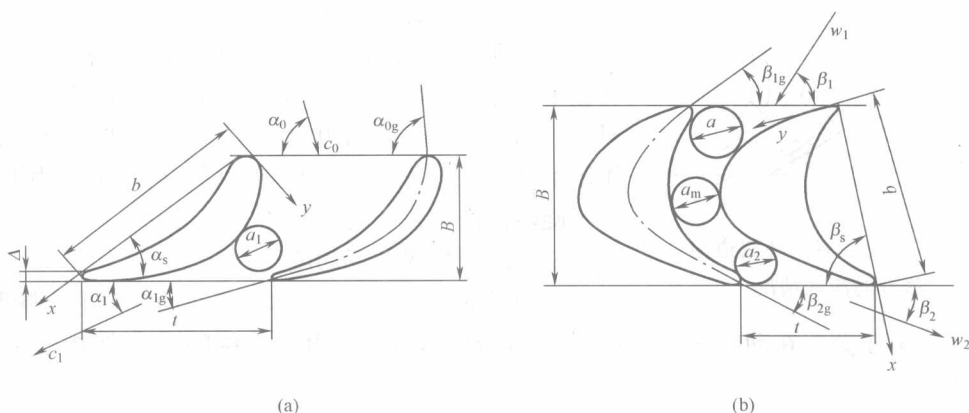 b
α₀
c₀
α₀g
y
B
a₁
αₛ
Δ
x
α₁
α₁g
t
c₁
(a)
w₁
β₁g
β₁
a
y
B
b
aₘ
βₛ
a₂
β₂g
β₂
t
w₂
x
(b)